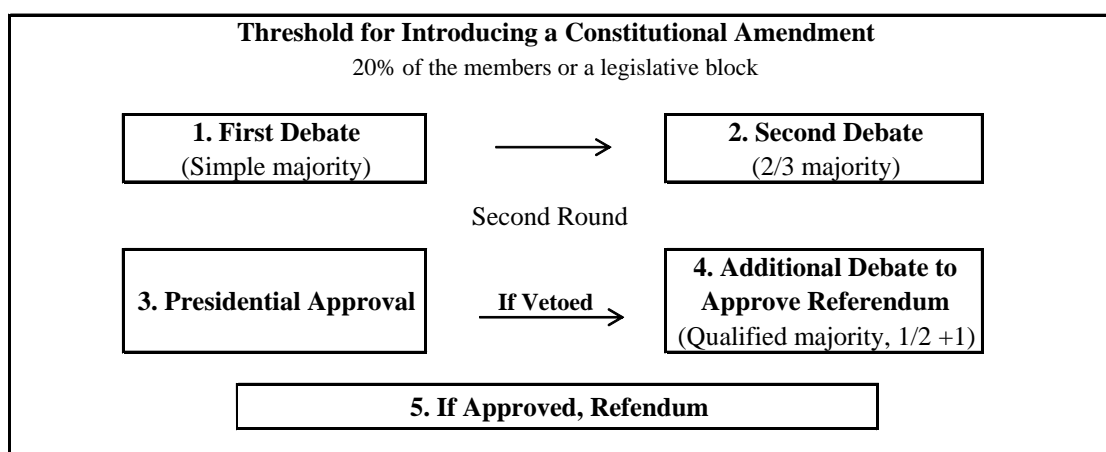 Threshold for Introducing a Constitutional Amendment
20% of the members or a legislative block
1. First Debate
(Simple majority)
2. Second Debate
(2/3 majority)
Second Round
3. Presidential Approval
If Vetoed
4. Additional Debate to
Approve Referendum
(Qualified majority, 1/2 +1)
5. If Approved, Refendum